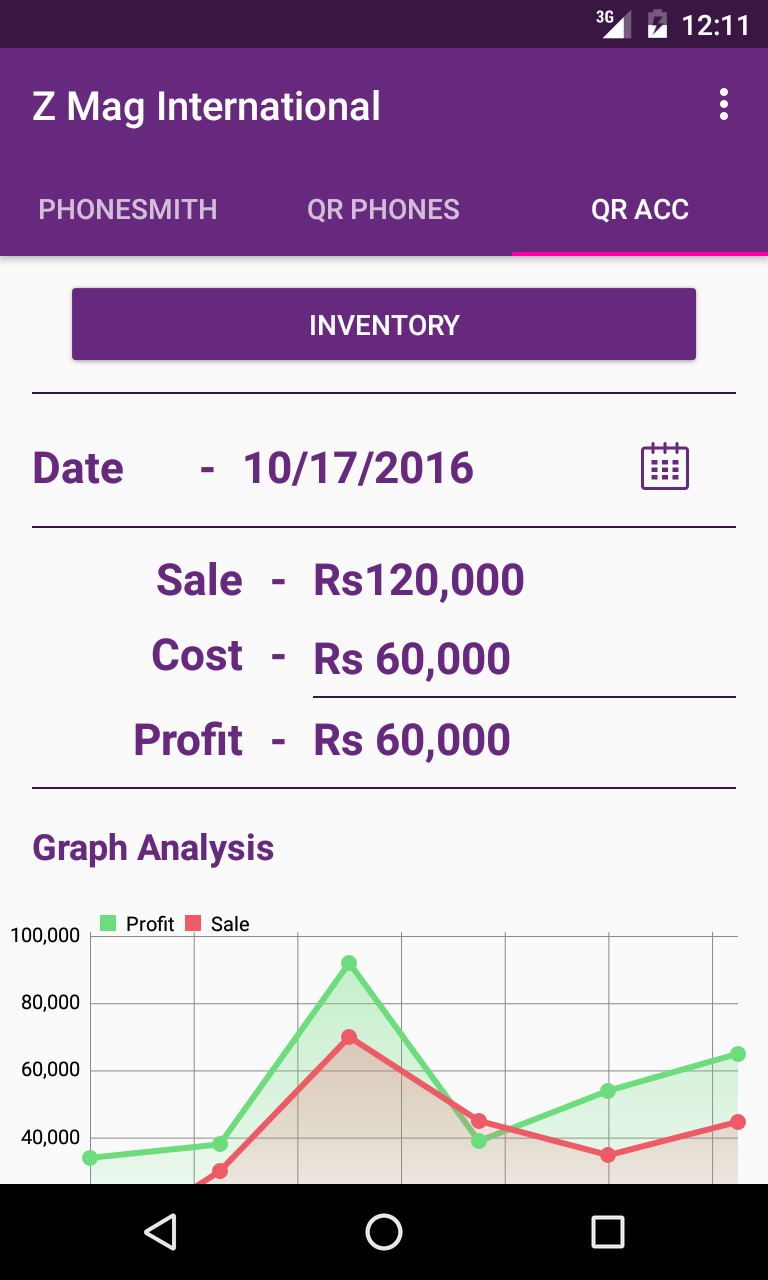 3G 12:11
Z Mag International
PHONESMITH QR PHONES QR ACC
INVENTORY
Date - 10/17/2016
Sale - Rs120,000
Cost - Rs 60,000
Profit - Rs 60,000
Graph Analysis
Profit Sale
100,000
80,000
60,000
40,000